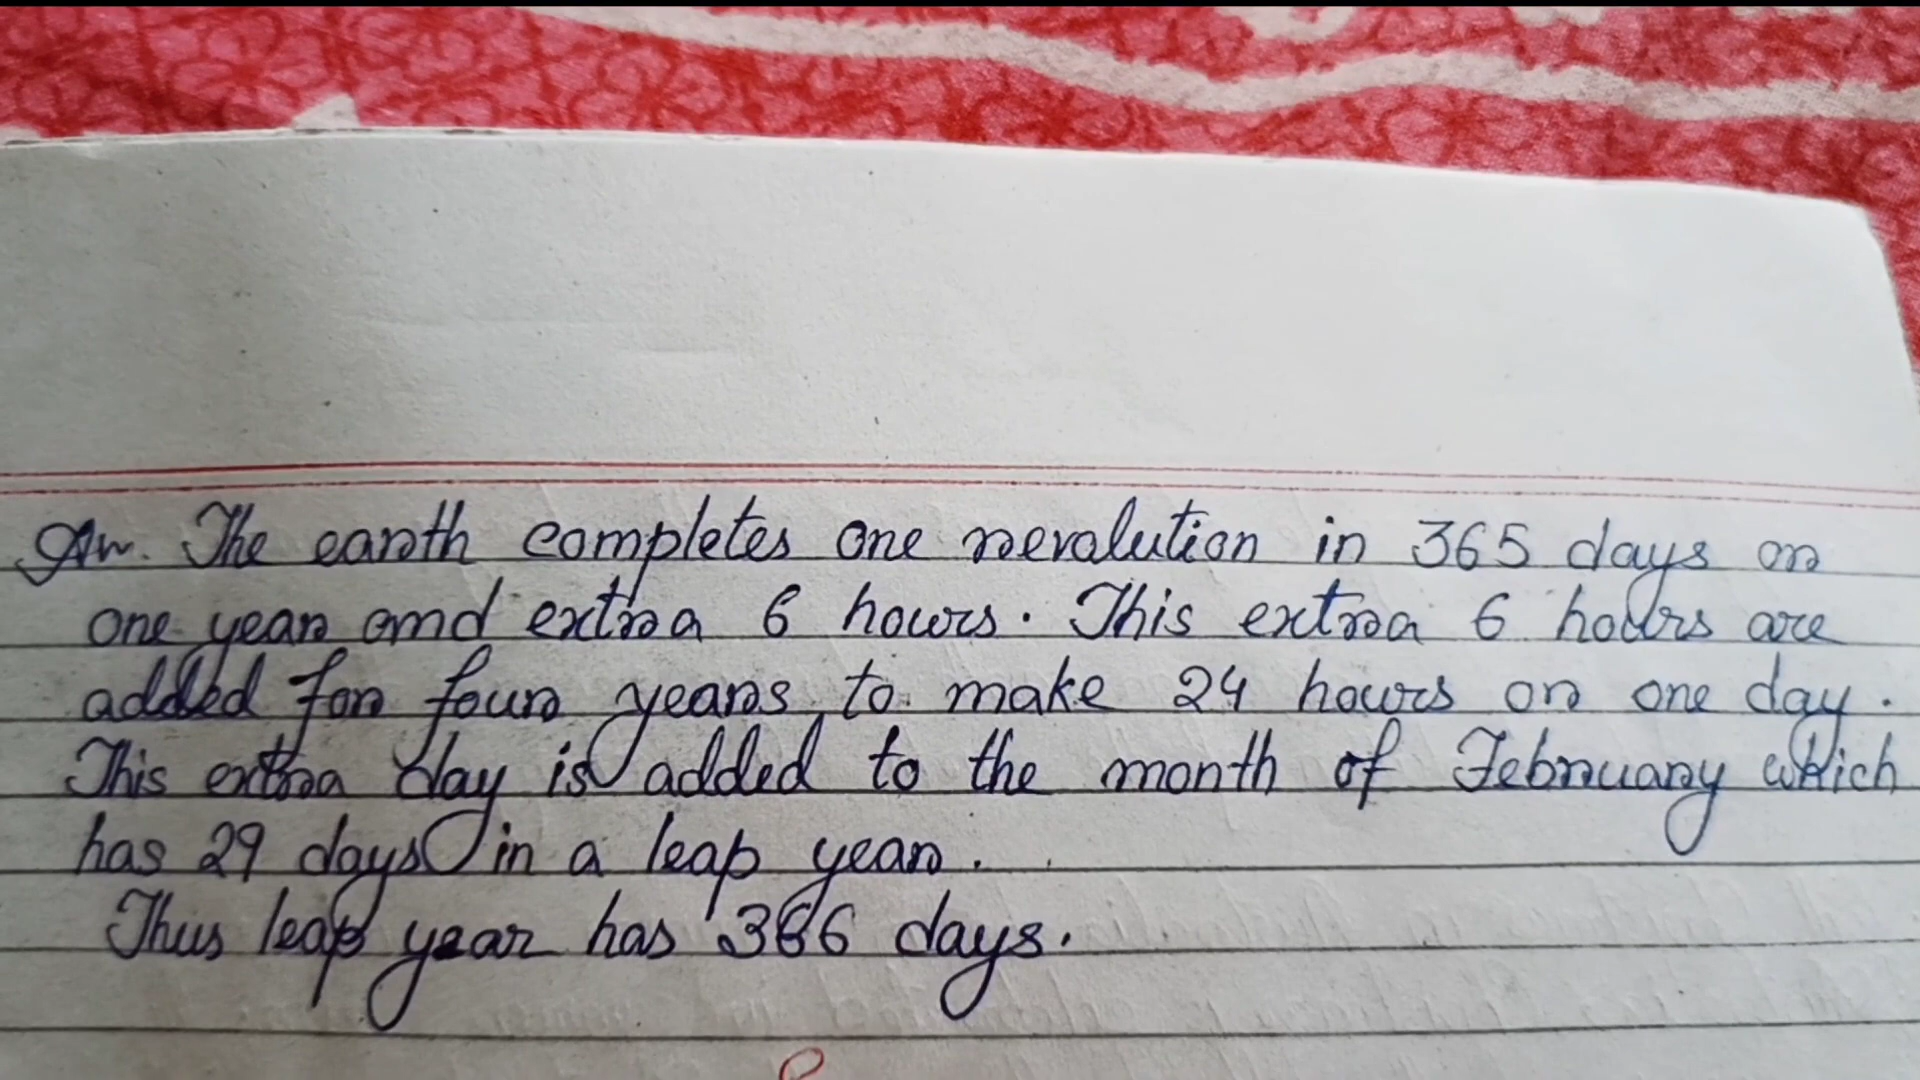 Ans. The earth completes one revolution in 365 days or
one year and extra 6 hours. This extra 6 hours are
added for four years to make 24 hours or one day.
This extra day is added to the month of February which
has 29 days in a leap year.
Thus leap year has 366 days.